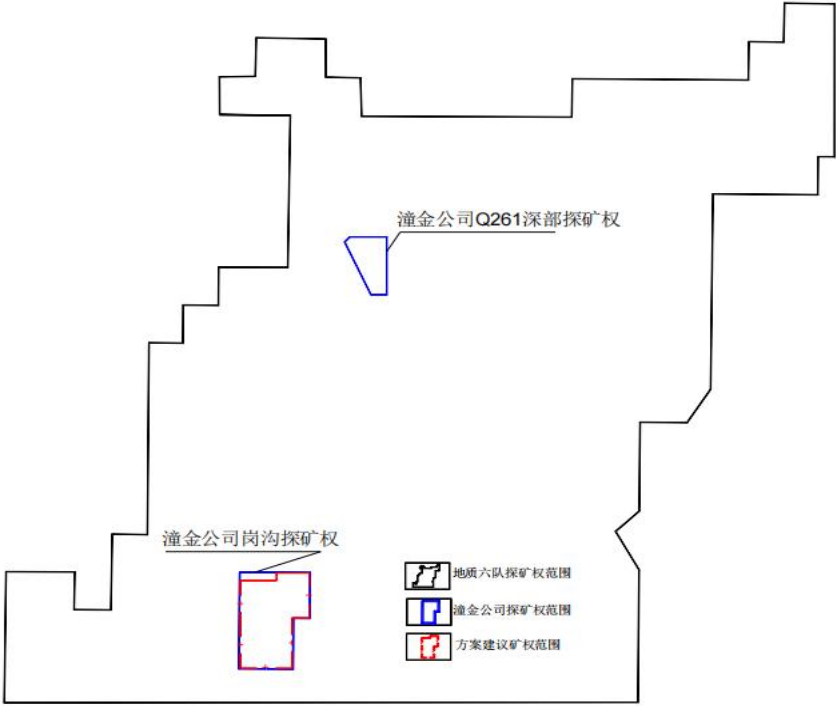 潼金公司Q261深部探矿权
潼金公司岗沟探矿权
地质六队探矿权范围
潼金公司探矿权范围
方案建议矿权范围